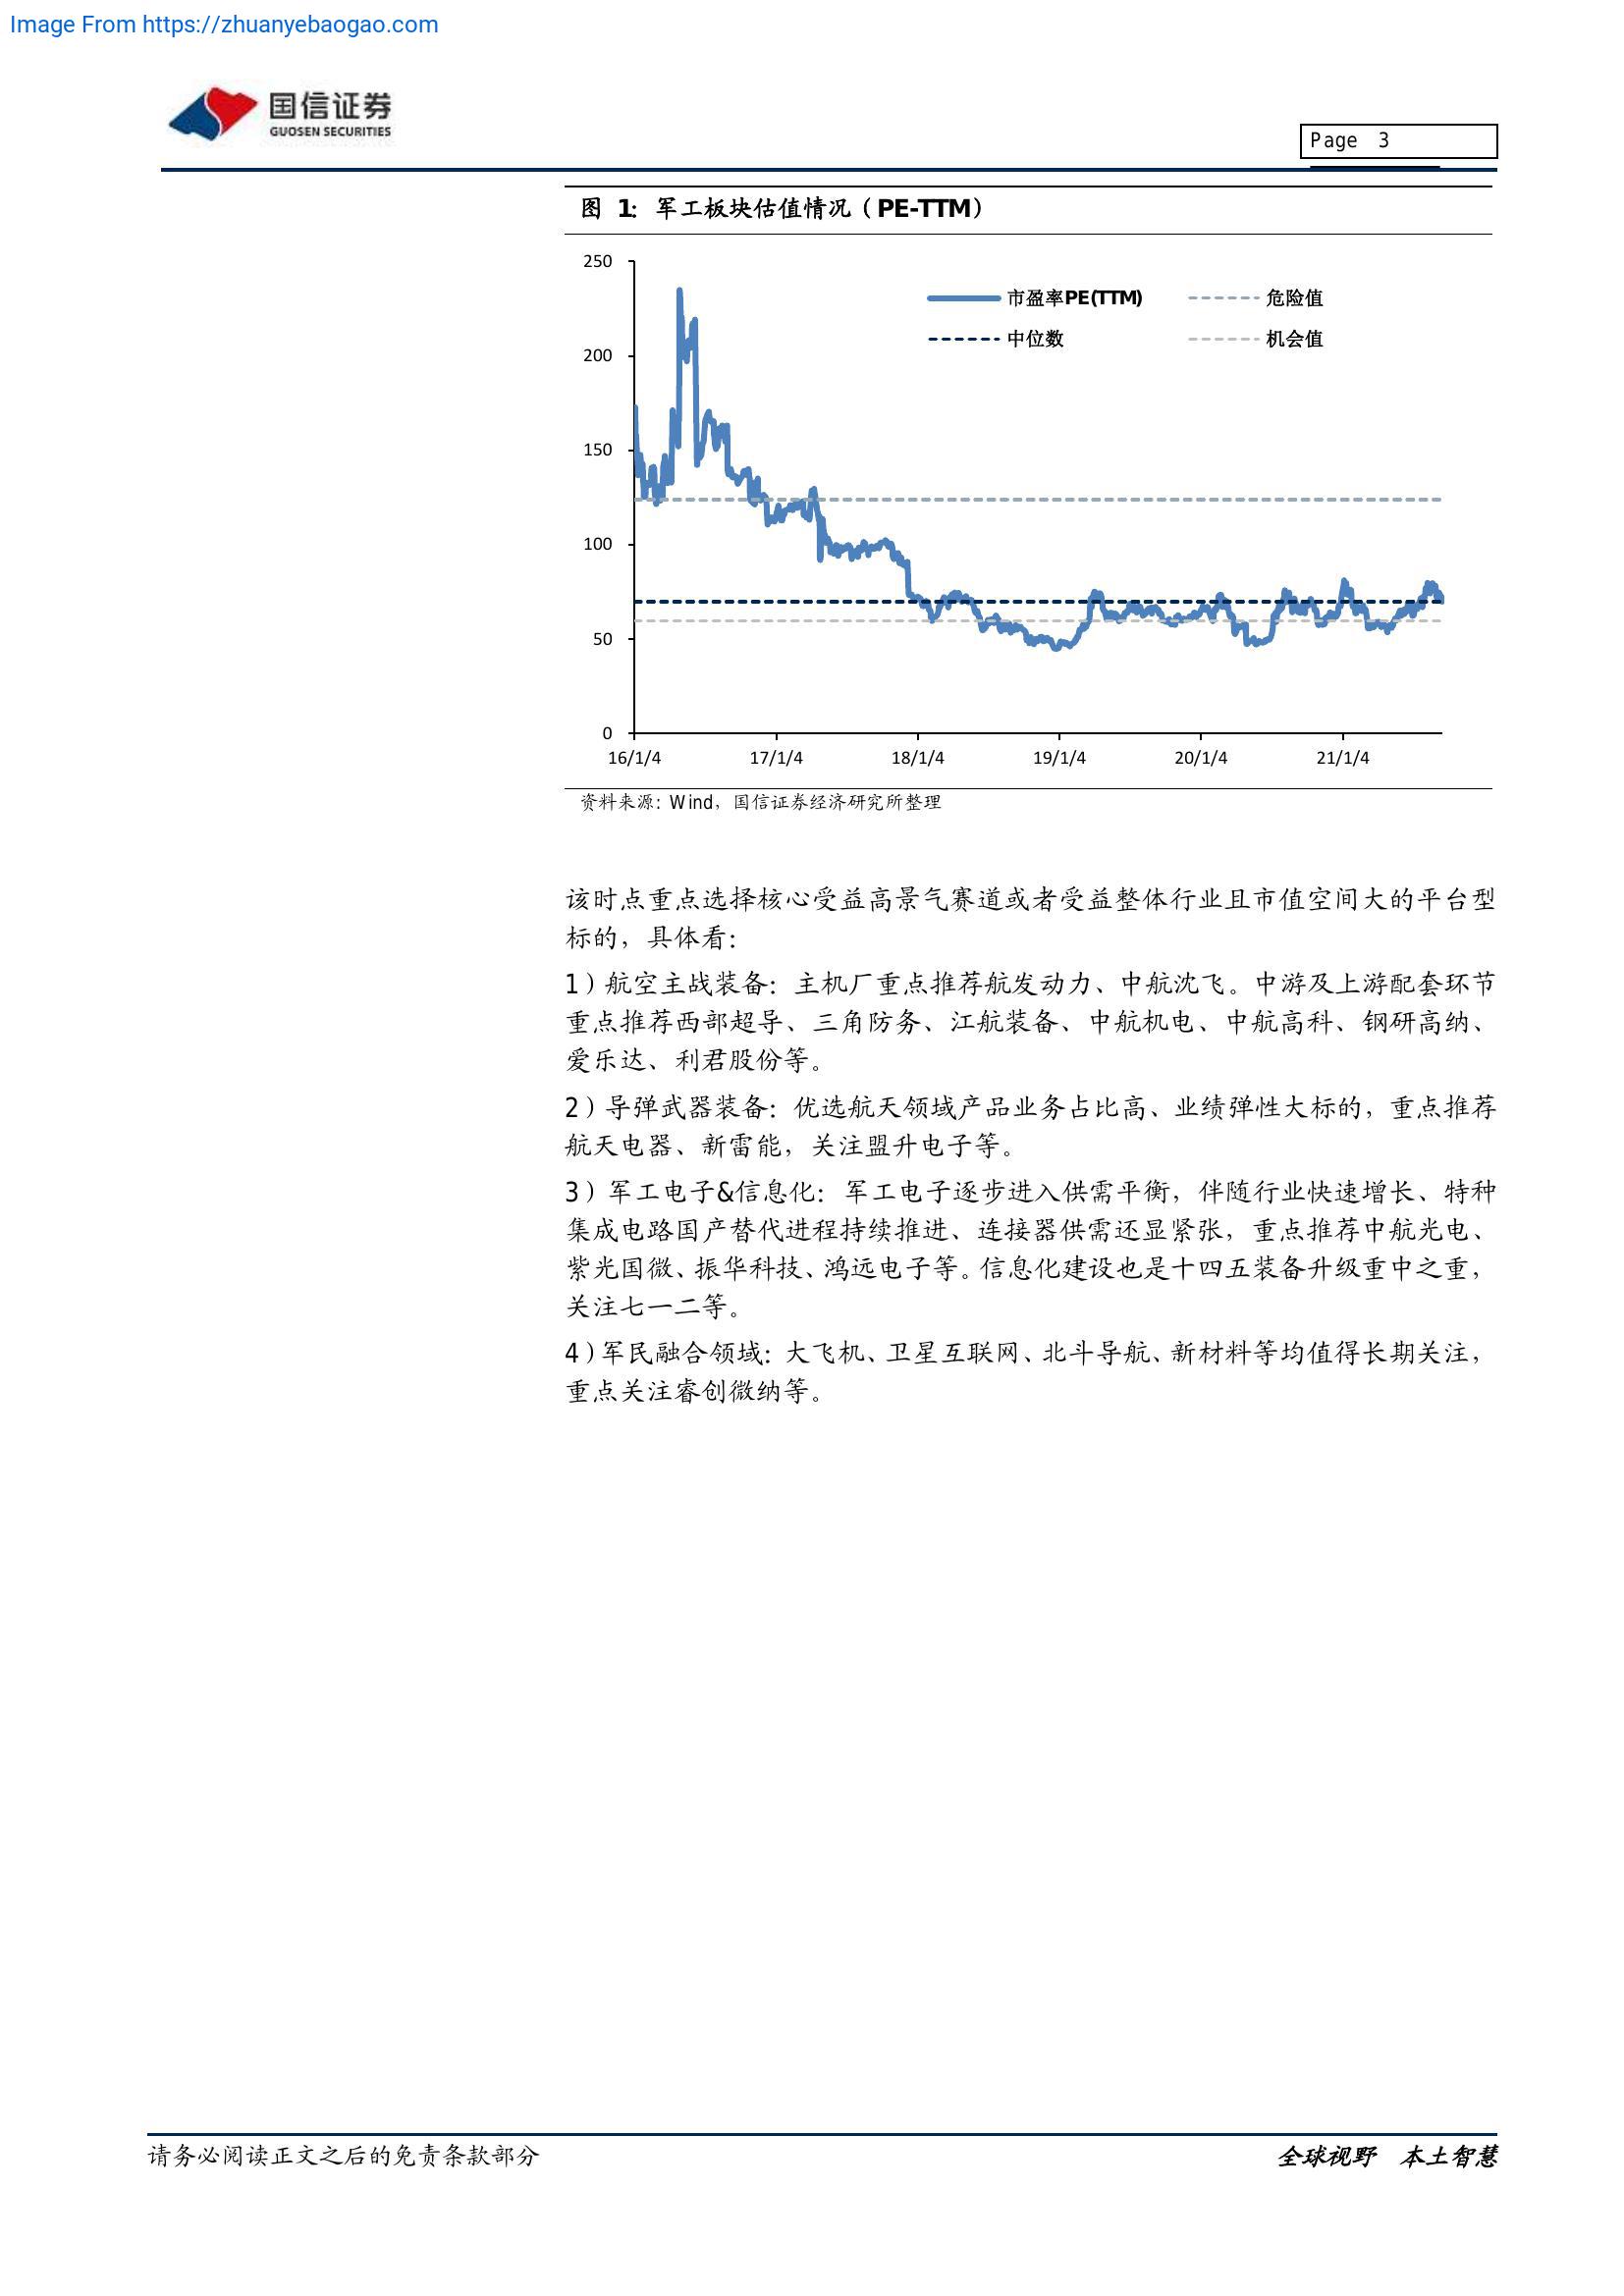 Image From https://zhuanyebaogao.com
国信证券
GUOSEN SECURITIES
Page 3
图 1：军工板块估值情况（PE-TTM）
250
200
150
100
50
0
市盈率PE(TTM)
危险值
中位数
机会值
16/1/4
17/1/4
18/1/4
19/1/4
20/1/4
21/1/4
资料来源：Wind，国信证券经济研究所整理
该时点重点选择核心受益高景气赛道或者受益整体行业且市值空间大的平台型
标的，具体看：
1）航空主战装备：主机厂重点推荐航发动力、中航沈飞。中游及上游配套环节
重点推荐西部超导、三角防务、江航装备、中航机电、中航高科、钢研高纳、
爱乐达、利君股份等。
2）导弹武器装备：优选航天领域产品业务占比高、业绩弹性大标的，重点推荐
航天电器、新雷能，关注盟升电子等。
3）军工电子&信息化：军工电子逐步进入供需平衡，伴随行业快速增长、特种
集成电路国产替代进程持续推进、连接器供需还显紧张，重点推荐中航光电、
紫光国微、振华科技、鸿远电子等。信息化建设也是十四五装备升级重中之重，
关注七一二等。
4）军民融合领域：大飞机、卫星互联网、北斗导航、新材料等均值得长期关注，
重点关注睿创微纳等。
请务必阅读正文之后的免责条款部分
全球视野 本土智慧